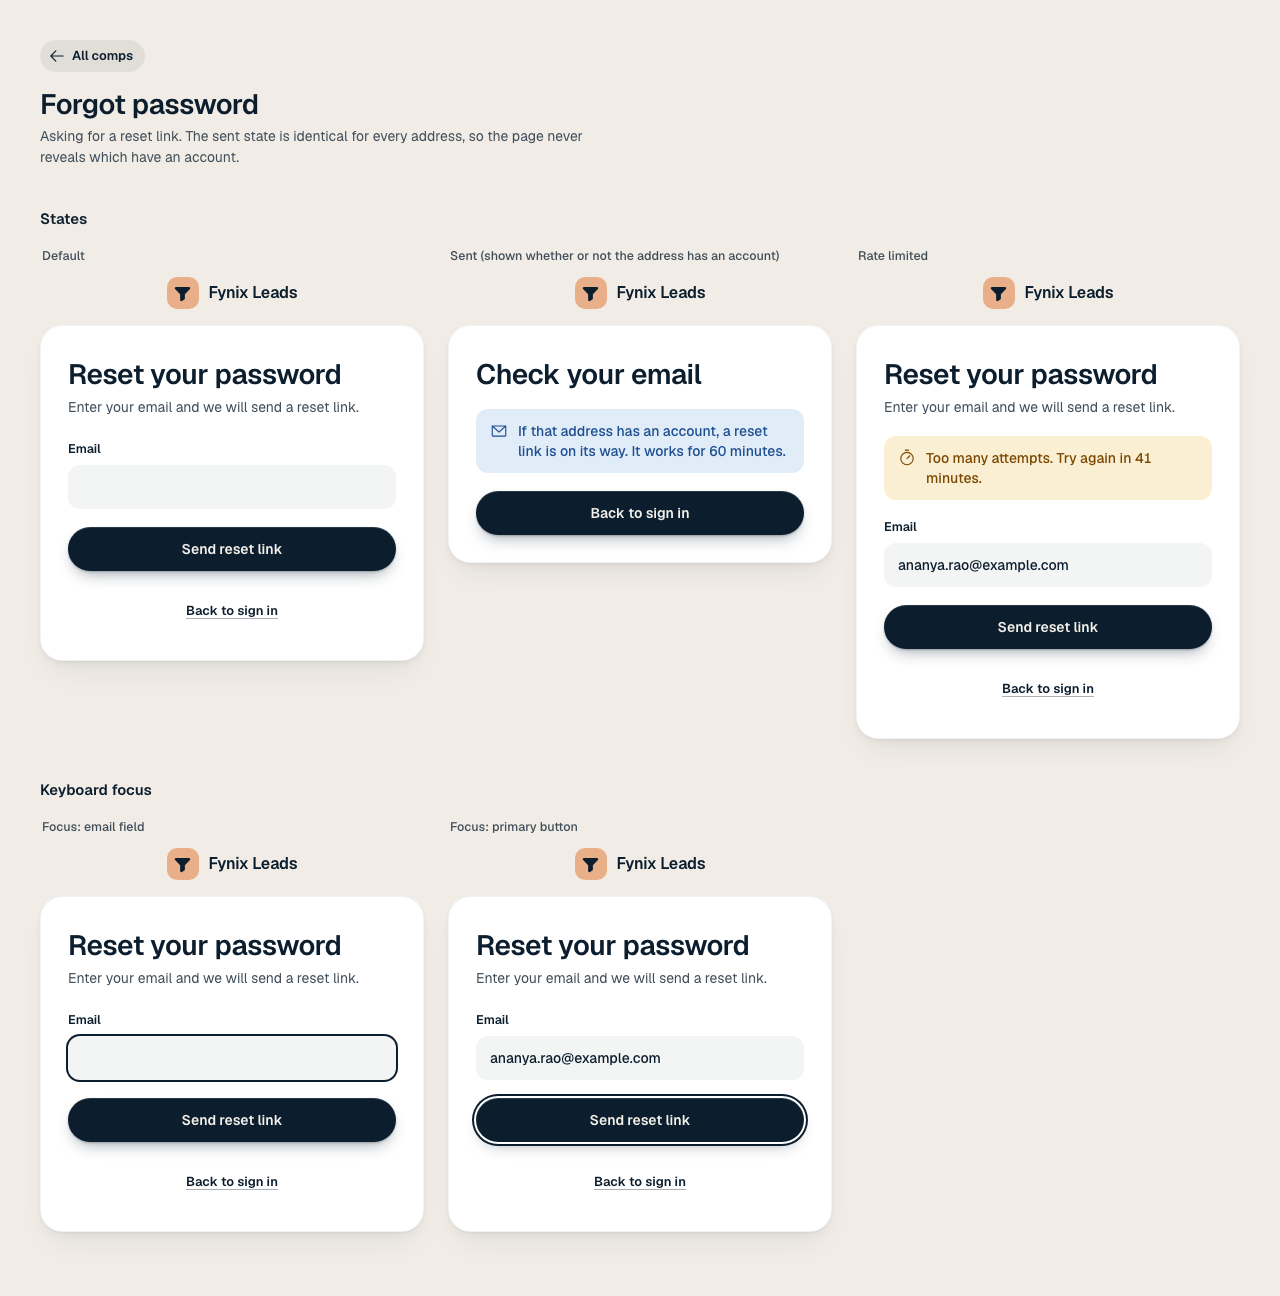 All comps
Forgot password
Asking for a reset link. The sent state is identical for every address, so the page never
reveals which have an account.
States
Default
Fynix Leads
Reset your password
Enter your email and we will send a reset link.
Email
Send reset link
Back to sign in
Sent (shown whether or not the address has an account)
Fynix Leads
Check your email
If that address has an account, a reset
link is on its way. It works for 60 minutes.
Back to sign in
Rate limited
Fynix Leads
Reset your password
Enter your email and we will send a reset link.
Too many attempts. Try again in 41
minutes.
Email
ananya.rao@example.com
Send reset link
Back to sign in
Keyboard focus
Focus: email field
Fynix Leads
Reset your password
Enter your email and we will send a reset link.
Email
Send reset link
Back to sign in
Focus: primary button
Fynix Leads
Reset your password
Enter your email and we will send a reset link.
Email
ananya.rao@example.com
Send reset link
Back to sign in